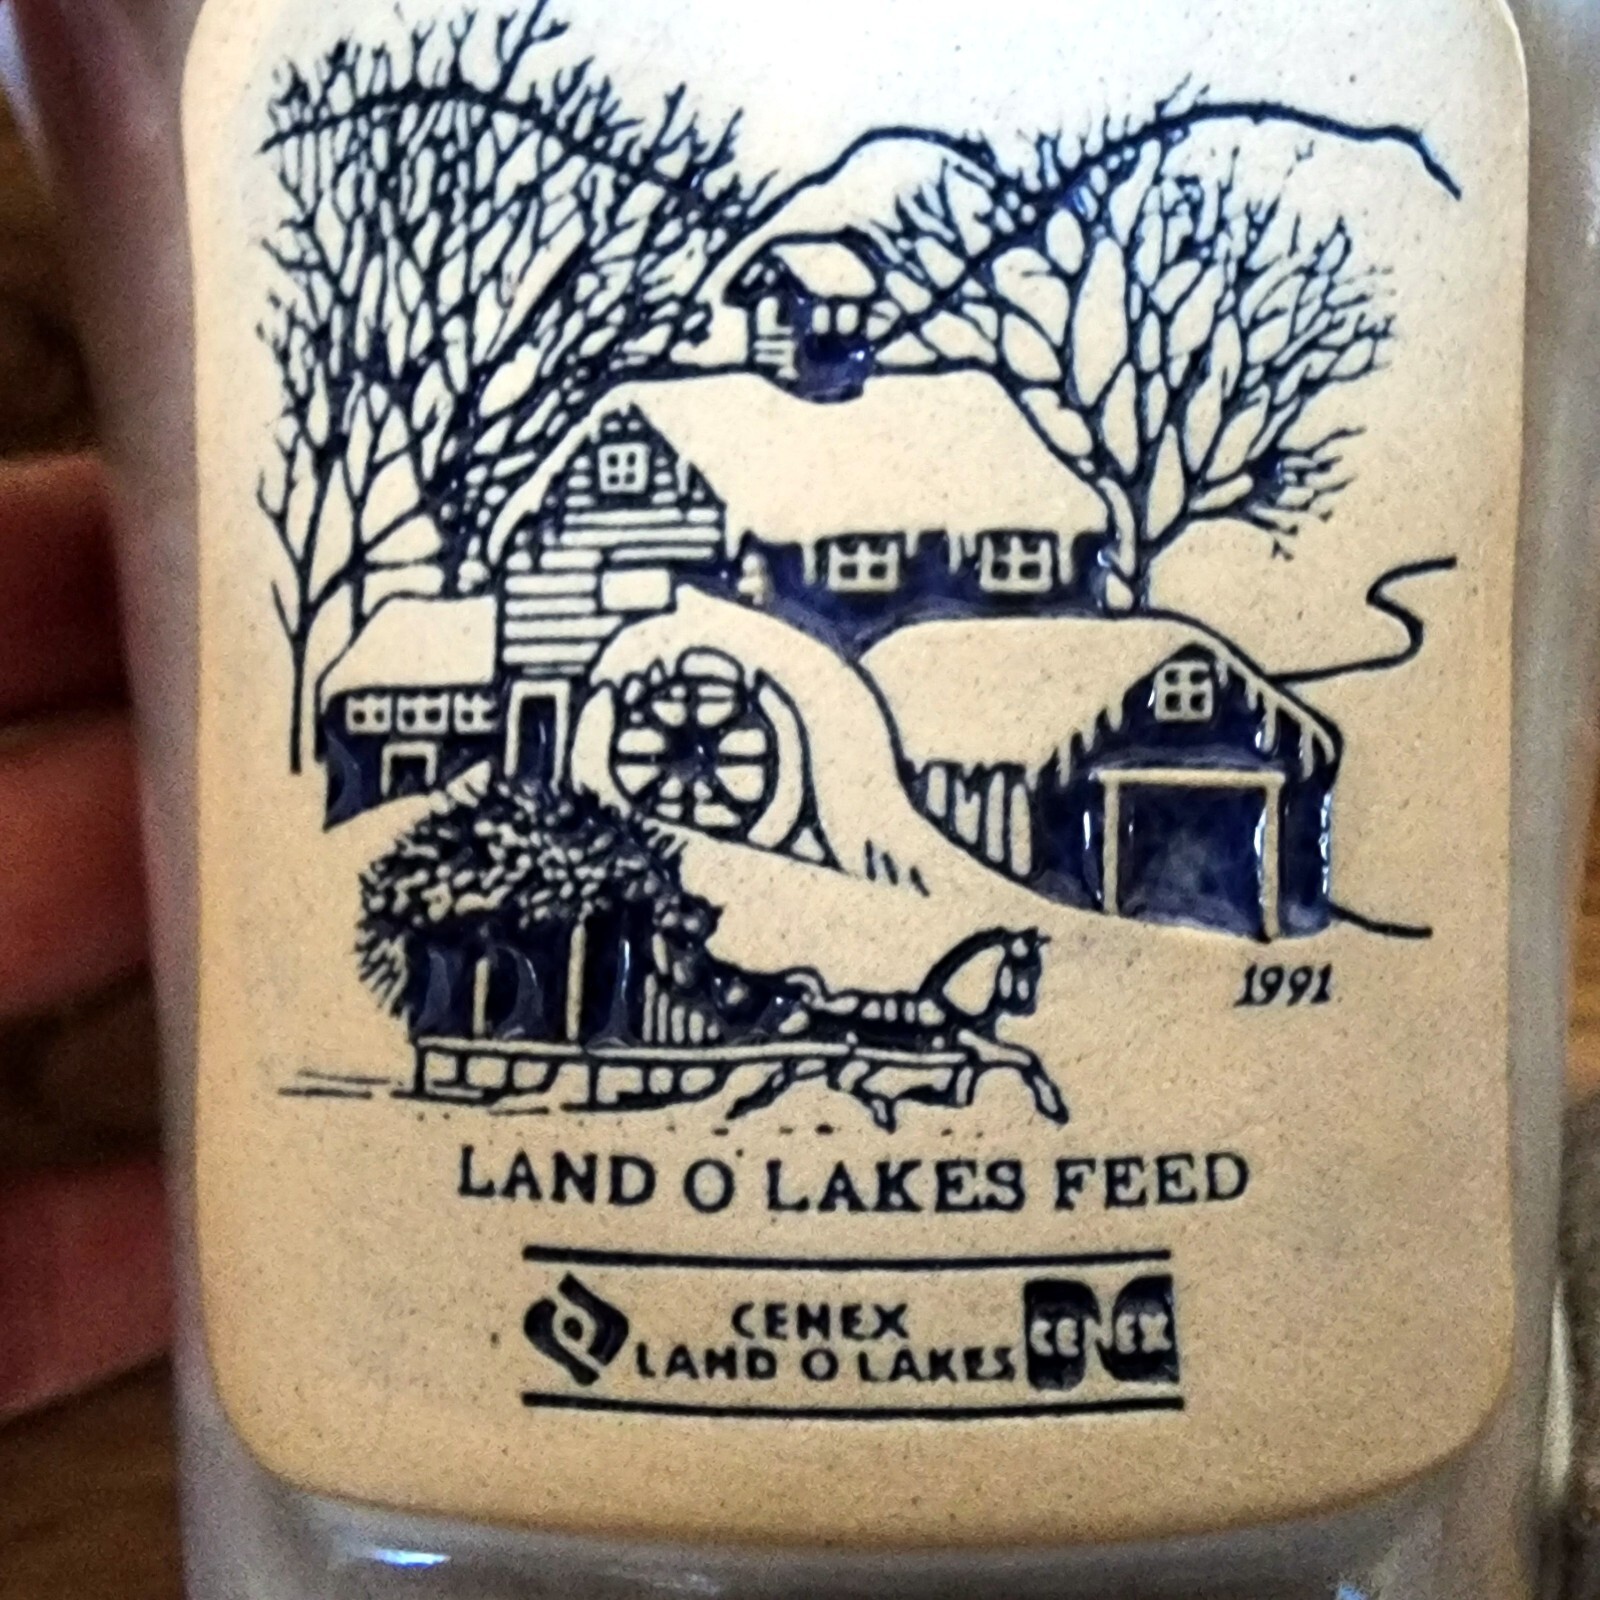 1991
LAND O LAKES FEED
CENEX
LAND O LAKES
CENEX